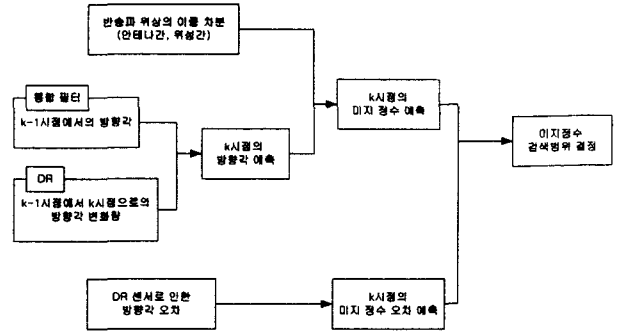 반송파 위상의 이중 차분
(안테나간, 위성간)
통합 필터
k-1시점에서의 방향각
DR
k-1시점에서 k시점으로의
방향각 변화량
k시점의
방향각 예측
k시점의
미지 정수 예측
미지정수
검색범위 결정
DR 센서로 인한
방향각 오차
k시점의
미지 정수 오차 예측